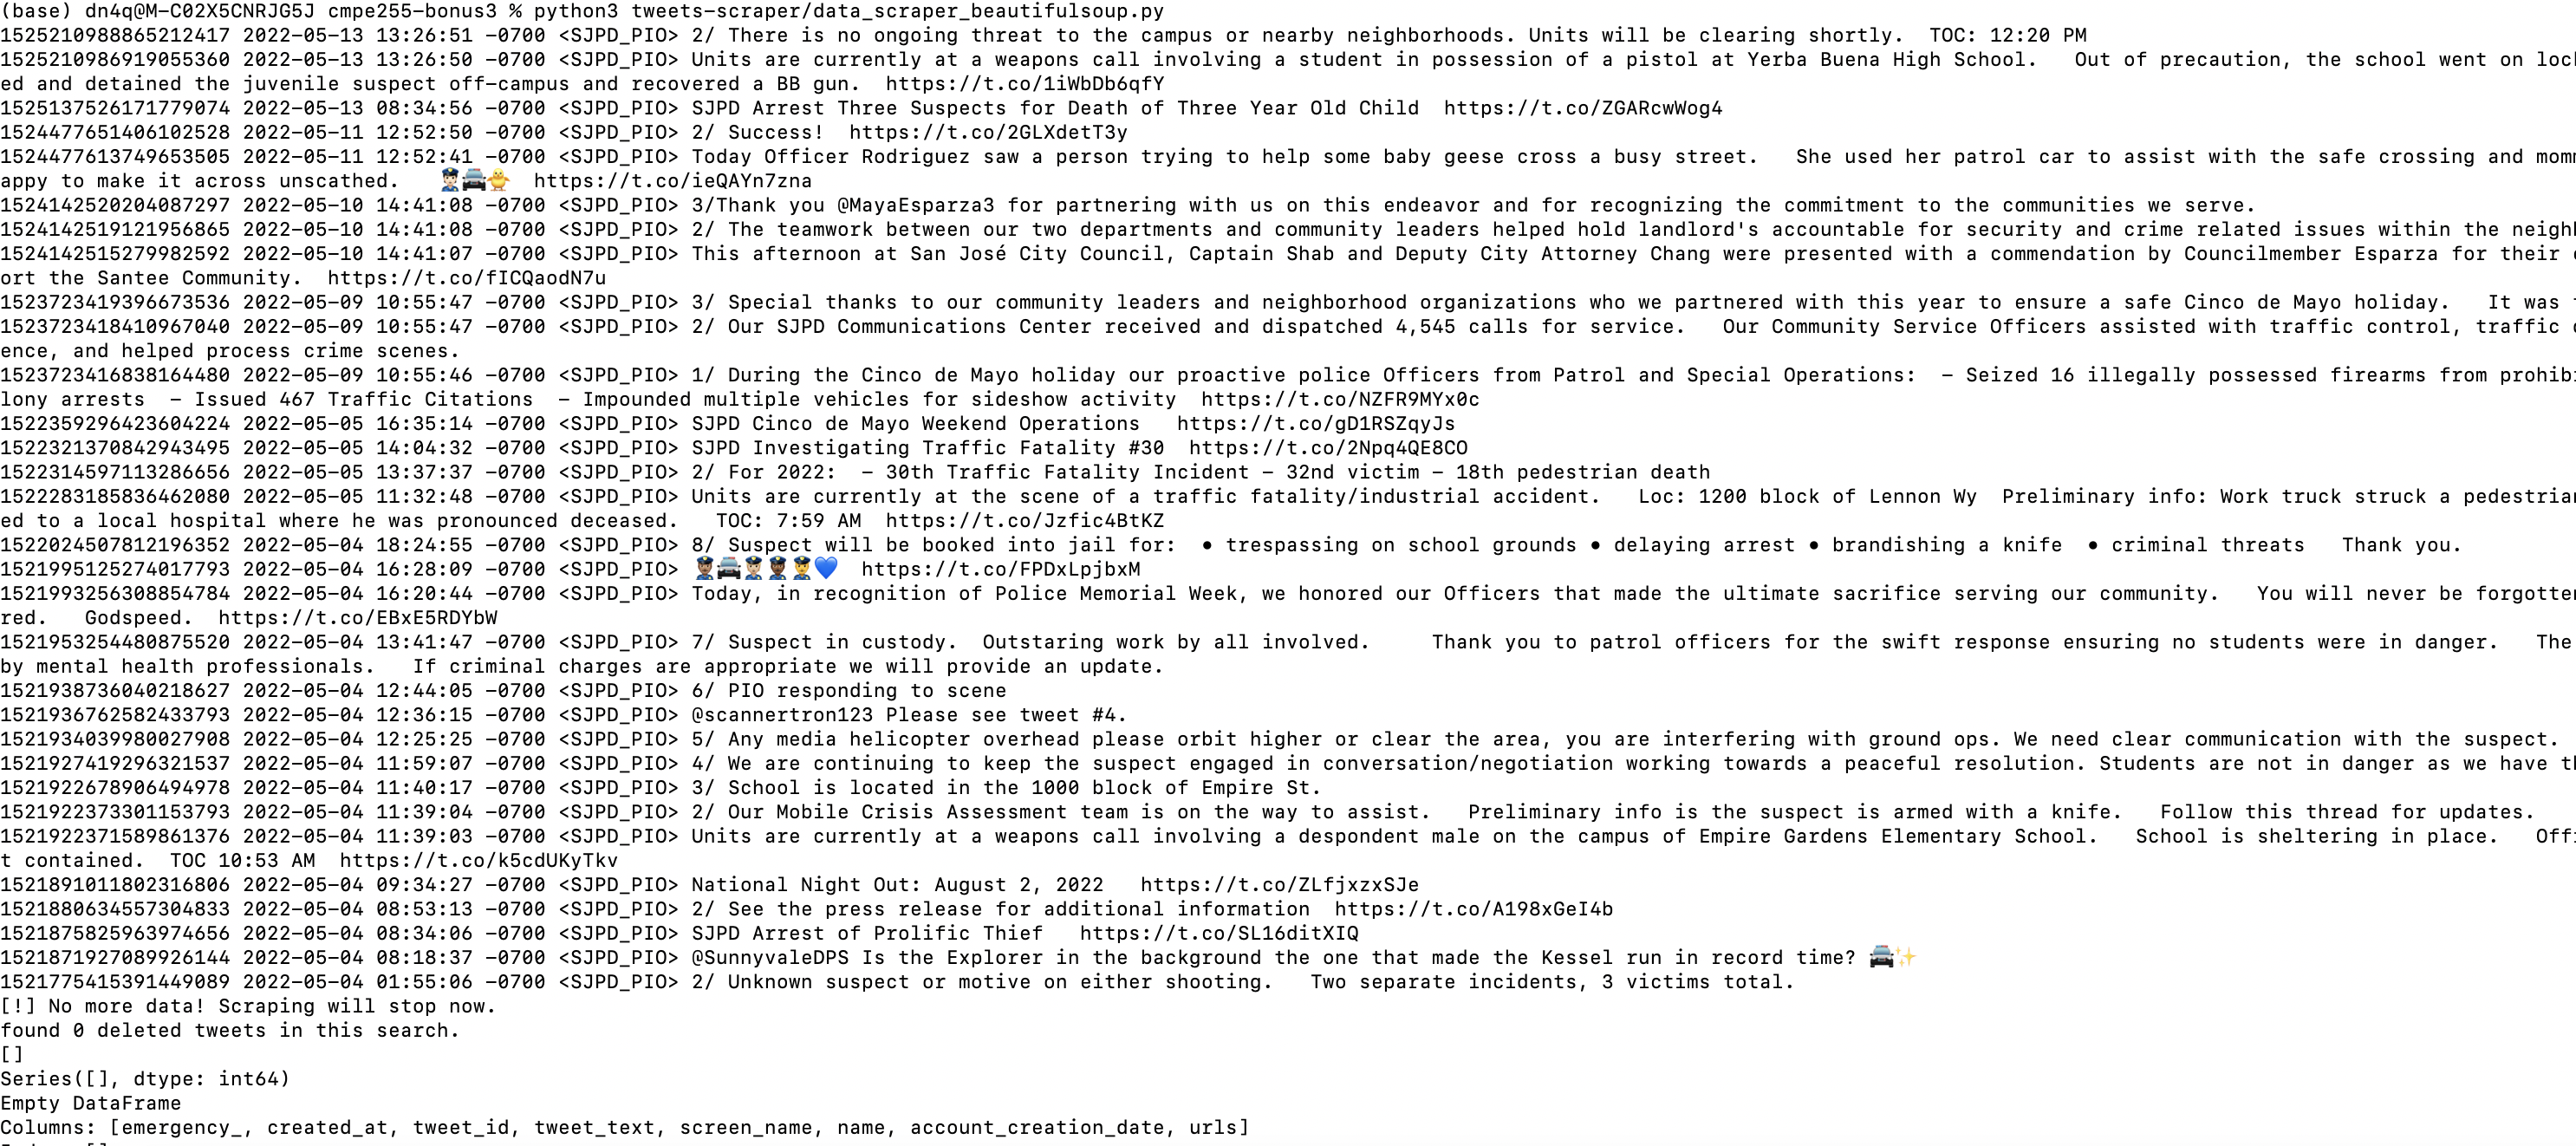 (base) dn4q@M-C02X5CNRJG5J cmpe255-bonus3 % python3 tweets-scraper/data_scraper_beautifulsoup.py
1525210988865212417 2022-05-13 13:26:51 -0700 <SJPD_PIO> 2/ There is no ongoing threat to the campus or nearby neighborhoods. Units will be clearing shortly.  TOC: 12:20 PM
1525210986919055360 2022-05-13 13:26:50 -0700 <SJPD_PIO> Units are currently at a weapons call involving a student in possession of a pistol at Yerba Buena High School.   Out of precaution, the school went on loc
ed and detained the juvenile suspect off-campus and recovered a BB gun.  https://t.co/1iWbDb6qfY
1525137526171779074 2022-05-13 08:34:56 -0700 <SJPD_PIO> SJPD Arrest Three Suspects for Death of Three Year Old Child  https://t.co/ZGARcwWog4
1524477651406102528 2022-05-11 12:52:50 -0700 <SJPD_PIO> 2/ Success!  https://t.co/2GLXdetT3y
1524477613749653505 2022-05-11 12:52:41 -0700 <SJPD_PIO> Today Officer Rodriguez saw a person trying to help some baby geese cross a busy street.   She used her patrol car to assist with the safe crossing and mom
appy to make it across unscathed.   👮🏻🚔🐥  https://t.co/ieQAYn7zna
1524142520204087297 2022-05-10 14:41:08 -0700 <SJPD_PIO> 3/Thank you @MayaEsparza3 for partnering with us on this endeavor and for recognizing the commitment to the communities we serve.
1524142519121956865 2022-05-10 14:41:08 -0700 <SJPD_PIO> 2/ The teamwork between our two departments and community leaders helped hold landlord's accountable for security and crime related issues within the neigh
1524142515279982592 2022-05-10 14:41:07 -0700 <SJPD_PIO> This afternoon at San José City Council, Captain Shab and Deputy City Attorney Chang were presented with a commendation by Councilmember Esparza for their
ort the Santee Community.  https://t.co/fICQaodN7u
1523723419396673536 2022-05-09 10:55:47 -0700 <SJPD_PIO> 3/ Special thanks to our community leaders and neighborhood organizations who we partnered with this year to ensure a safe Cinco de Mayo holiday.   It was
1523723418410967040 2022-05-09 10:55:47 -0700 <SJPD_PIO> 2/ Our SJPD Communications Center received and dispatched 4,545 calls for service.   Our Community Service Officers assisted with traffic control, traffic
ence, and helped process crime scenes.
1523723416838164480 2022-05-09 10:55:46 -0700 <SJPD_PIO> 1/ During the Cinco de Mayo holiday our proactive police Officers from Patrol and Special Operations:  - Seized 16 illegally possessed firearms from prohib
lony arrests  - Issued 467 Traffic Citations  - Impounded multiple vehicles for sideshow activity  https://t.co/NZFR9MYx0c
1522359296423604224 2022-05-05 16:35:14 -0700 <SJPD_PIO> SJPD Cinco de Mayo Weekend Operations   https://t.co/gD1RSZqyJs
1522321370842943495 2022-05-05 14:04:32 -0700 <SJPD_PIO> SJPD Investigating Traffic Fatality #30  https://t.co/2Npq4QE8CO
1522314597113286656 2022-05-05 13:37:37 -0700 <SJPD_PIO> 2/ For 2022:  - 30th Traffic Fatality Incident - 32nd victim - 18th pedestrian death
1522283185836462080 2022-05-05 11:32:48 -0700 <SJPD_PIO> Units are currently at the scene of a traffic fatality/industrial accident.   Loc: 1200 block of Lennon Wy  Preliminary info: Work truck struck a pedestria
ed to a local hospital where he was pronounced deceased.   TOC: 7:59 AM  https://t.co/Jzfic4BtKZ
1522024507812196352 2022-05-04 18:24:55 -0700 <SJPD_PIO> 8/ Suspect will be booked into jail for:  • trespassing on school grounds • delaying arrest • brandishing a knife  • criminal threats   Thank you.
1521995125274017793 2022-05-04 16:28:09 -0700 <SJPD_PIO> 👮🏽🚔👮🏼👮🏾👮💙  https://t.co/FPDxLpjbxM
1521993256308854784 2022-05-04 16:20:44 -0700 <SJPD_PIO> Today, in recognition of Police Memorial Week, we honored our Officers that made the ultimate sacrifice serving our community.   You will never be forgotte
red.   Godspeed.  https://t.co/EBxE5RDYbW
1521953254480875520 2022-05-04 13:41:47 -0700 <SJPD_PIO> 7/ Suspect in custody.  Outstaring work by all involved.     Thank you to patrol officers for the swift response ensuring no students were in danger.   The
by mental health professionals.   If criminal charges are appropriate we will provide an update.
1521938736040218627 2022-05-04 12:44:05 -0700 <SJPD_PIO> 6/ PIO responding to scene
1521936762582433793 2022-05-04 12:36:15 -0700 <SJPD_PIO> @scannertron123 Please see tweet #4.
1521934039980027908 2022-05-04 12:25:25 -0700 <SJPD_PIO> 5/ Any media helicopter overhead please orbit higher or clear the area, you are interfering with ground ops. We need clear communication with the suspect.
1521927419296321537 2022-05-04 11:59:07 -0700 <SJPD_PIO> 4/ We are continuing to keep the suspect engaged in conversation/negotiation working towards a peaceful resolution. Students are not in danger as we have t
1521922678906494978 2022-05-04 11:40:17 -0700 <SJPD_PIO> 3/ School is located in the 1000 block of Empire St.
1521922373301153793 2022-05-04 11:39:04 -0700 <SJPD_PIO> 2/ Our Mobile Crisis Assessment team is on the way to assist.   Preliminary info is the suspect is armed with a knife.   Follow this thread for updates.
1521922371589861376 2022-05-04 11:39:03 -0700 <SJPD_PIO> Units are currently at a weapons call involving a despondent male on the campus of Empire Gardens Elementary School.   School is sheltering in place.   Off
t contained.  TOC 10:53 AM  https://t.co/k5cdUKyTkv
1521891011802316806 2022-05-04 09:34:27 -0700 <SJPD_PIO> National Night Out: August 2, 2022   https://t.co/ZLfjxzxSJe
1521880634557304833 2022-05-04 08:53:13 -0700 <SJPD_PIO> 2/ See the press release for additional information  https://t.co/A198xGeI4b
1521875825963974656 2022-05-04 08:34:06 -0700 <SJPD_PIO> SJPD Arrest of Prolific Thief   https://t.co/SL16ditXIQ
1521871927089926144 2022-05-04 08:18:37 -0700 <SJPD_PIO> @SunnyvaleDPS Is the Explorer in the background the one that made the Kessel run in record time? 🚔✨
1521775415391449089 2022-05-04 01:55:06 -0700 <SJPD_PIO> 2/ Unknown suspect or motive on either shooting.   Two separate incidents, 3 victims total.
[!] No more data! Scraping will stop now.
found 0 deleted tweets in this search.
[]
Series([], dtype: int64)
Empty DataFrame
Columns: [emergency_, created_at, tweet_id, tweet_text, screen_name, name, account_creation_date, urls]